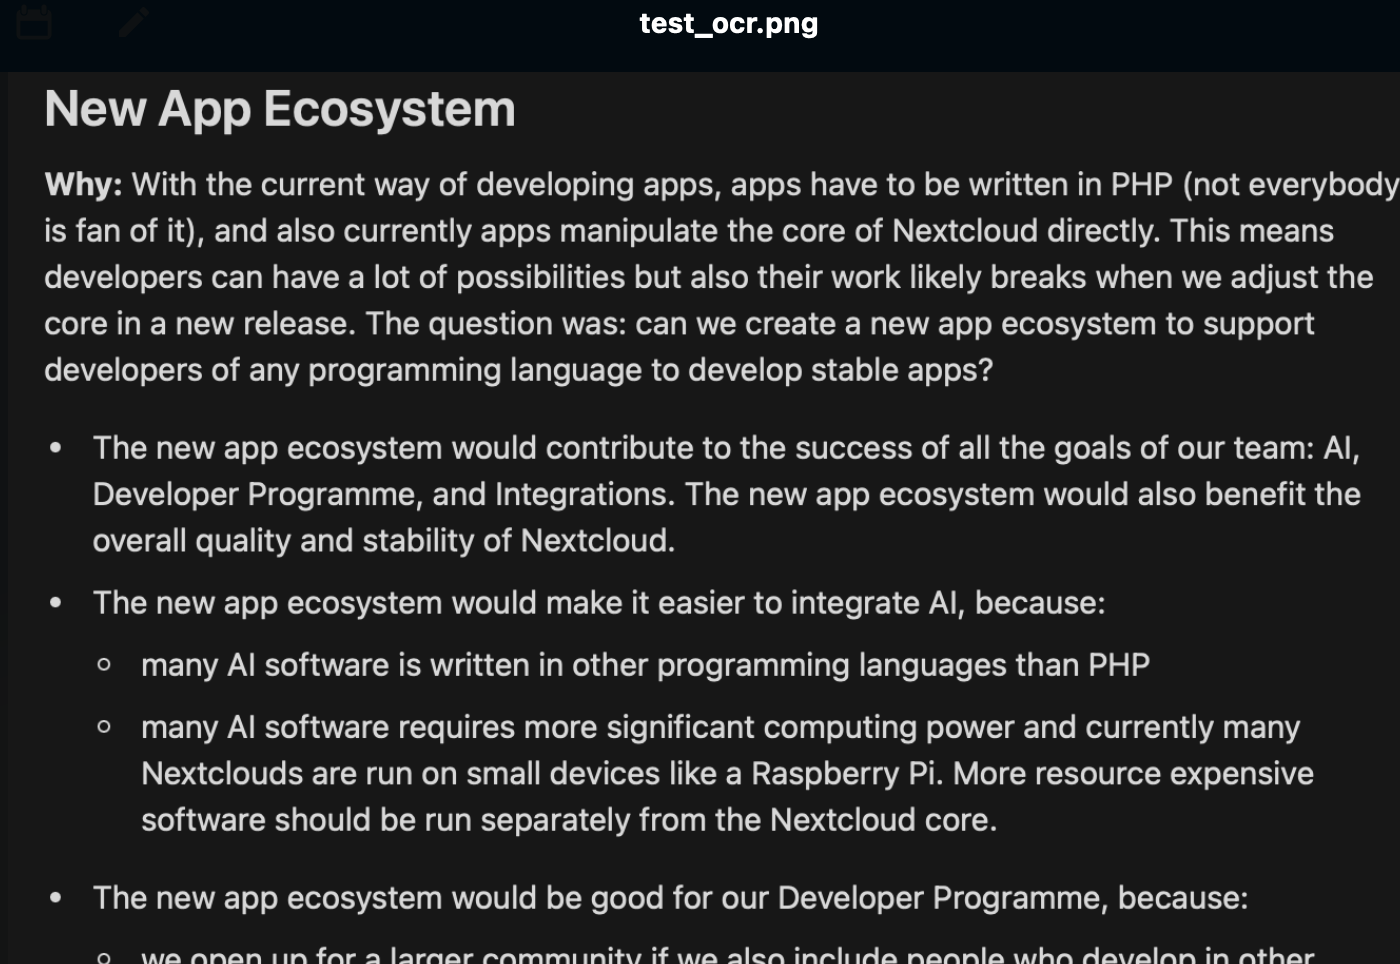 test_ocr.png
New App Ecosystem
Why: With the current way of developing apps, apps have to be written in PHP (not everybody
is fan of it), and also currently apps manipulate the core of Nextcloud directly. This means
developers can have a lot of possibilities but also their work likely breaks when we adjust the
core in a new release. The question was: can we create a new app ecosystem to support
developers of any programming language to develop stable apps?
• The new app ecosystem would contribute to the success of all the goals of our team: AI,
Developer Programme, and Integrations. The new app ecosystem would also benefit the
overall quality and stability of Nextcloud.
• The new app ecosystem would make it easier to integrate AI, because:
◦ many AI software is written in other programming languages than PHP
◦ many AI software requires more significant computing power and currently many
Nextclouds are run on small devices like a Raspberry Pi. More resource expensive
software should be run separately from the Nextcloud core.
• The new app ecosystem would be good for our Developer Programme, because:
◦ we open up for a larger community if we also include people who develop in other